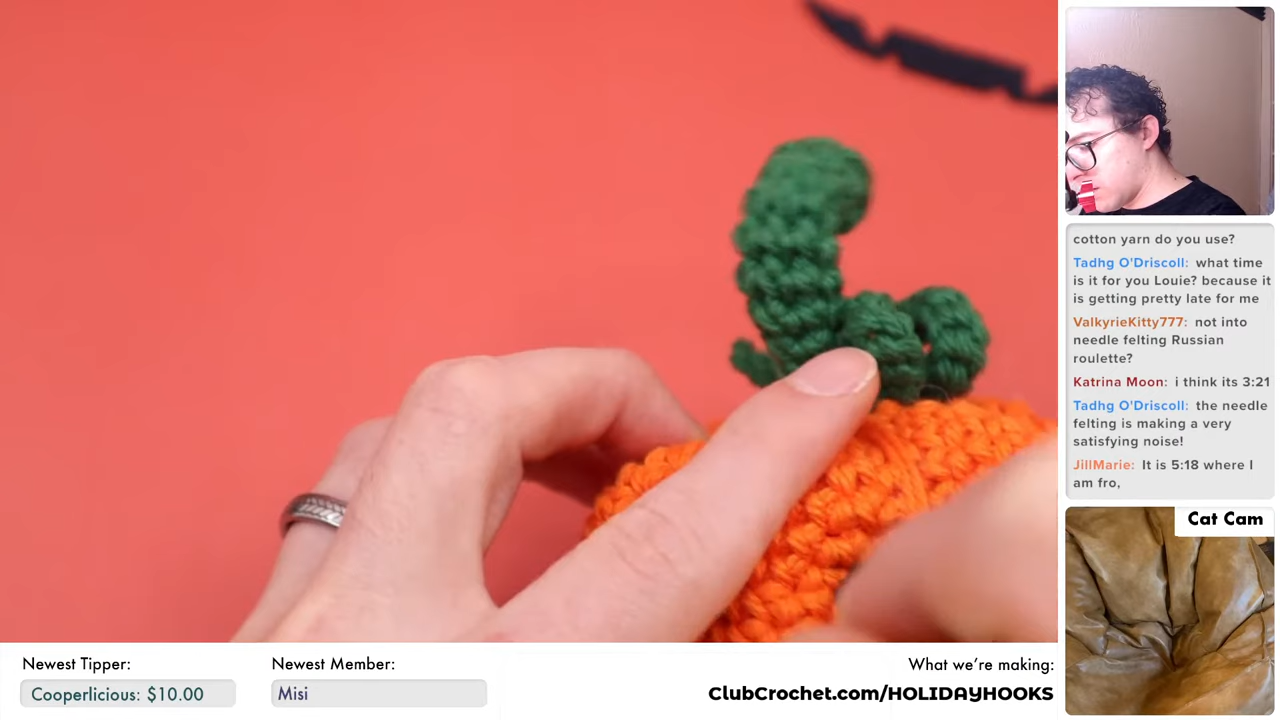 cotton yarn do you use?
Tadhg O'Driscoll: what time
is it for you Louie? because it
is getting pretty late for me
ValkyrieKitty777: not into
needle felting Russian
roulette?
Katrina Moon: i think its 3:21
Tadhg O'Driscoll: the needle
felting is making a very
satisfying noise!
JillMarie: It is 5:18 where I
am fro,
Cat Cam
Newest Tipper:
Cooperlicious: $10.00
Newest Member:
Misi
What we're making:
ClubCrochet.com/HOLIDAYHOOKS